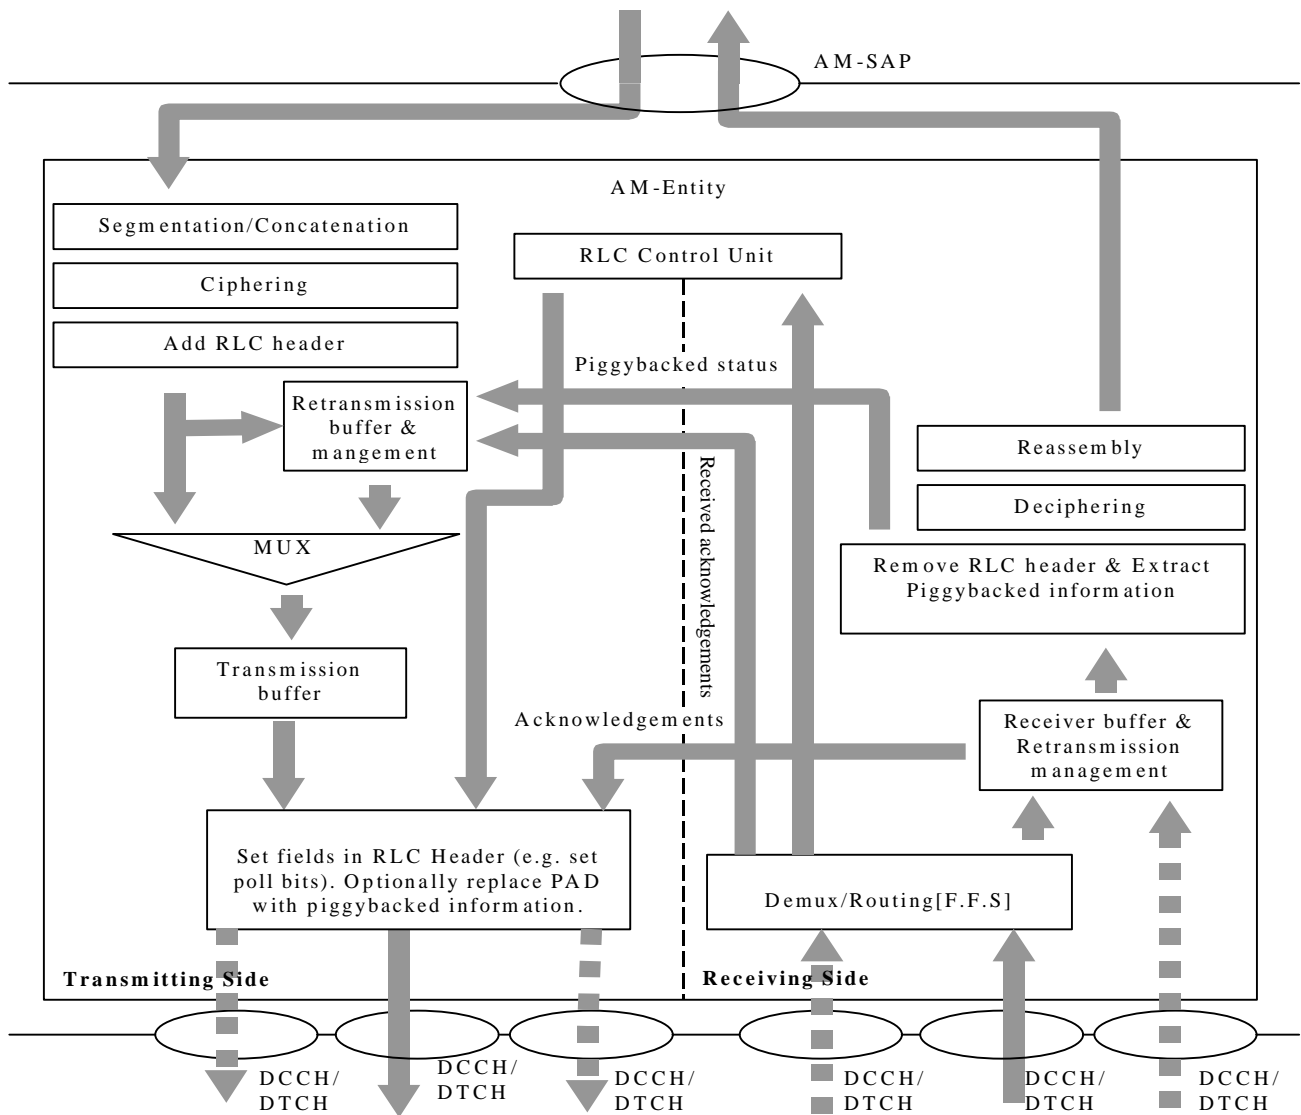 AM-SAP
AM-Entity
Segmentation/Concatenation
RLC Control Unit
Ciphering
Add RLC header
Piggybacked status
Retransmission
buffer &
mangement
Received acknowledgements
Reassembly
Deciphering
MUX
Remove RLC header & Extract
Piggybacked information
Transmission
buffer
Acknowledgements
Receiver buffer &
Retransmission
management
Set fields in RLC Header (e.g. set
poll bits). Optionally replace PAD
with piggybacked information.
Demux/Routing[F.F.S]
Transmitting Side
Receiving Side
DCCH/
DTCH
DCCH/
DTCH
DCCH/
DTCH
DCCH/
DTCH
DCCH/
DTCH
DCCH/
DTCH